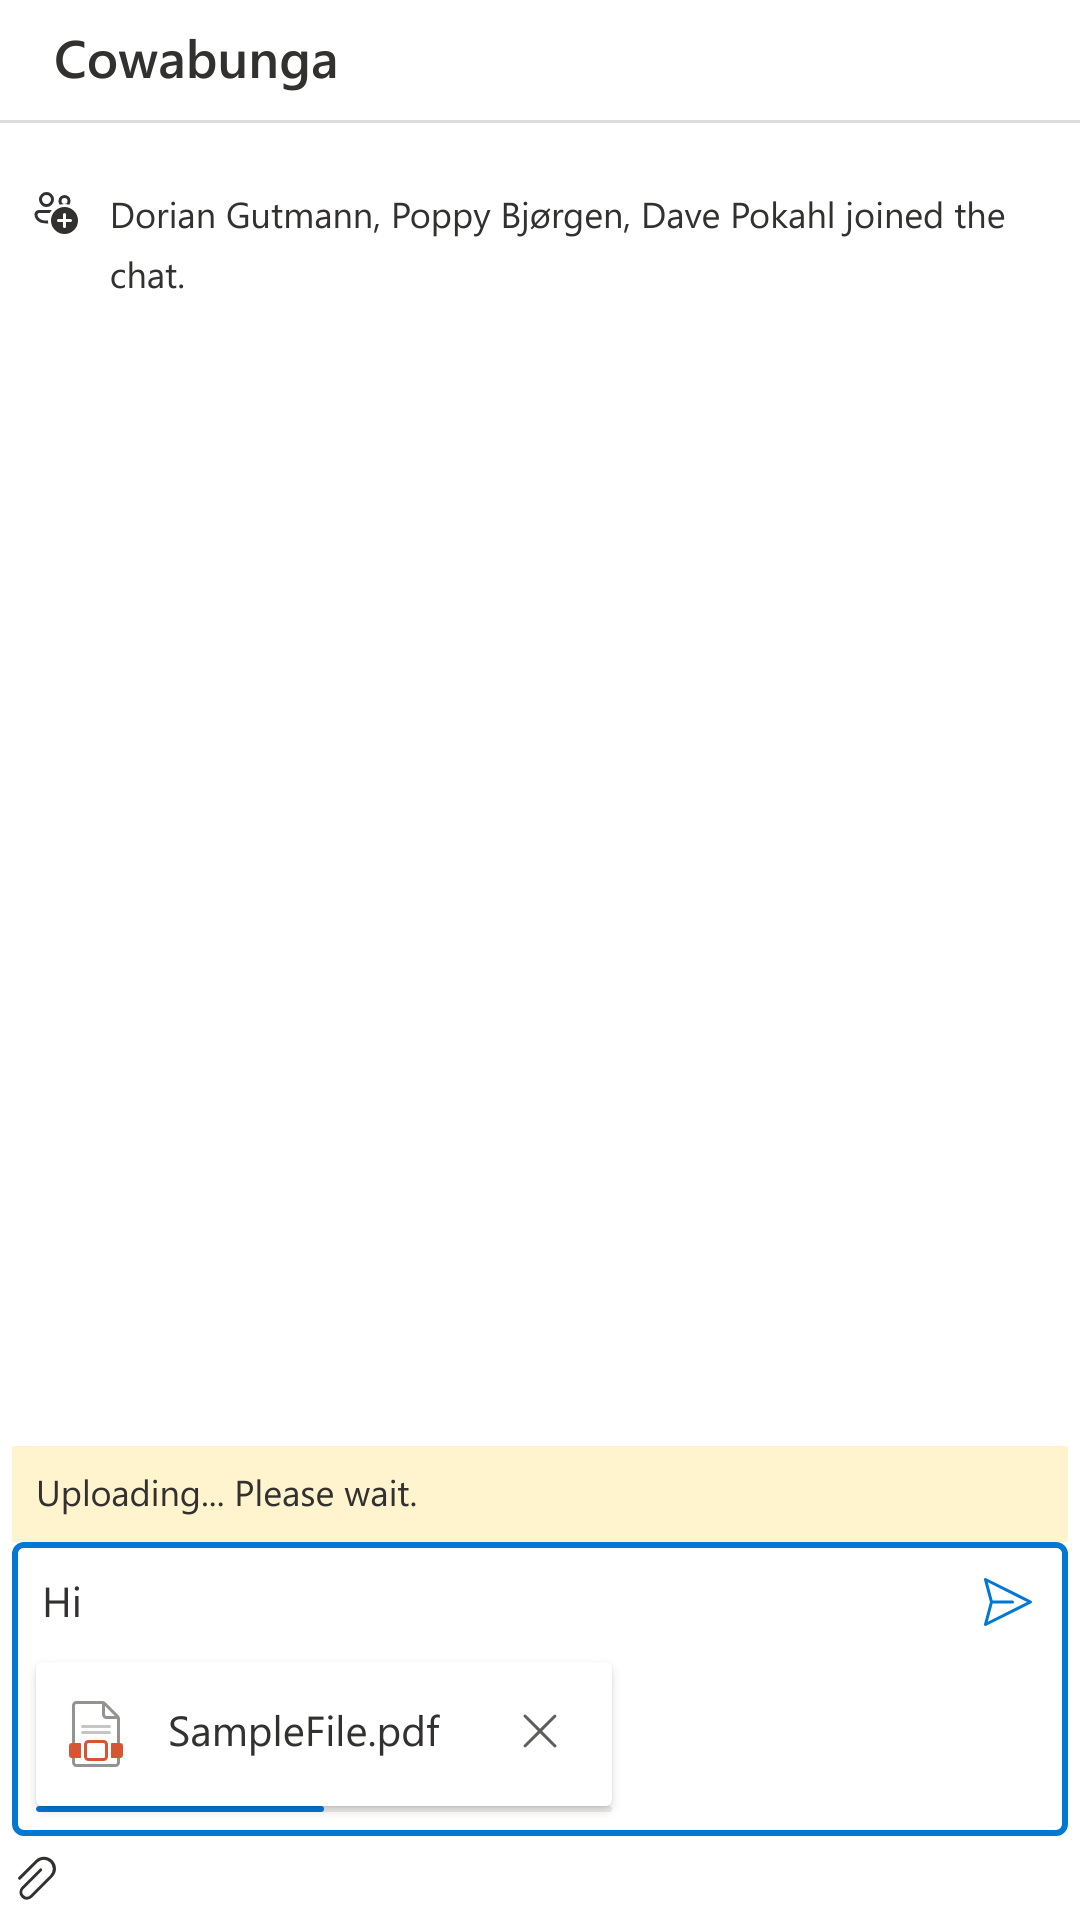 Cowabunga
Dorian Gutmann, Poppy Bjørgen, Dave Pokahl joined the
chat.
Uploading... Please wait.
Hi
SampleFile.pdf